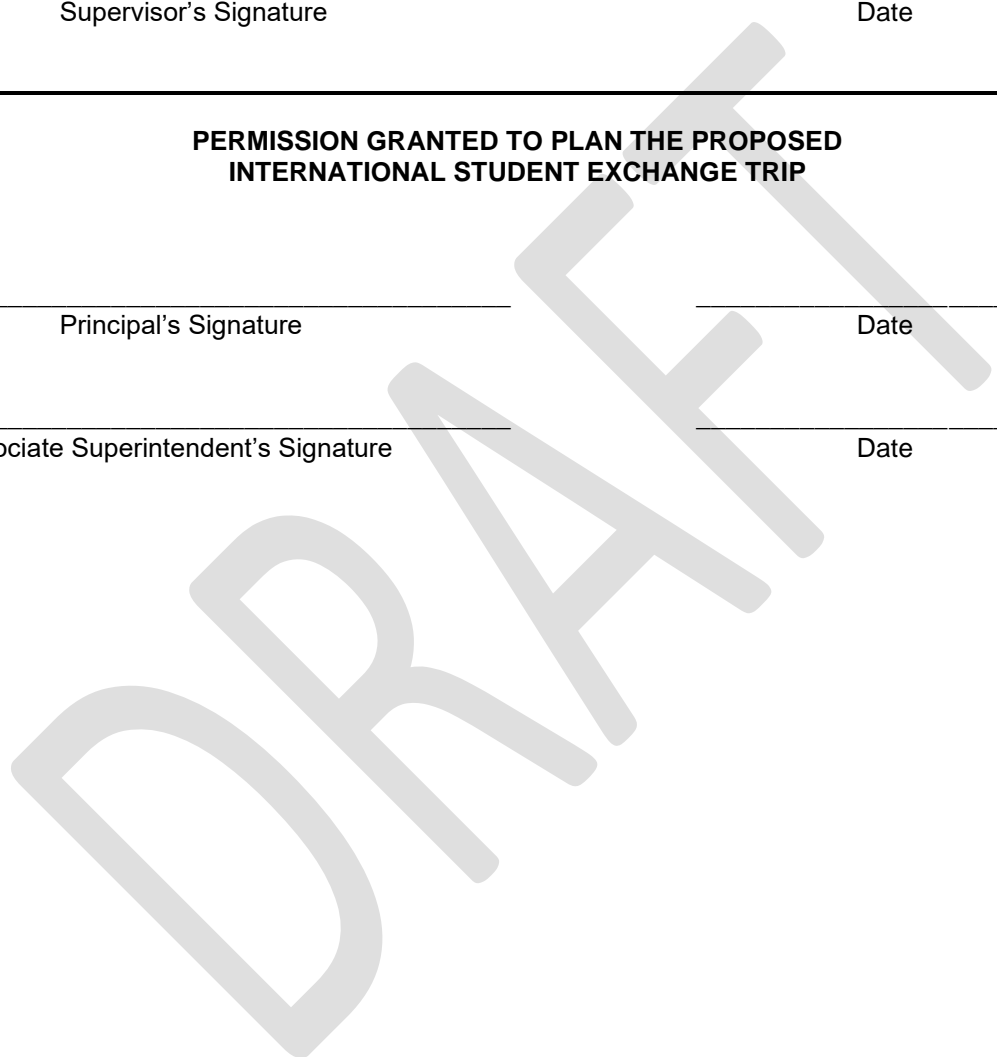 Supervisor’s Signature Date
PERMISSION GRANTED TO PLAN THE PROPOSED
INTERNATIONAL STUDENT EXCHANGE TRIP
Principal’s Signature Date
Superintendent’s Signature Date
DRAFT